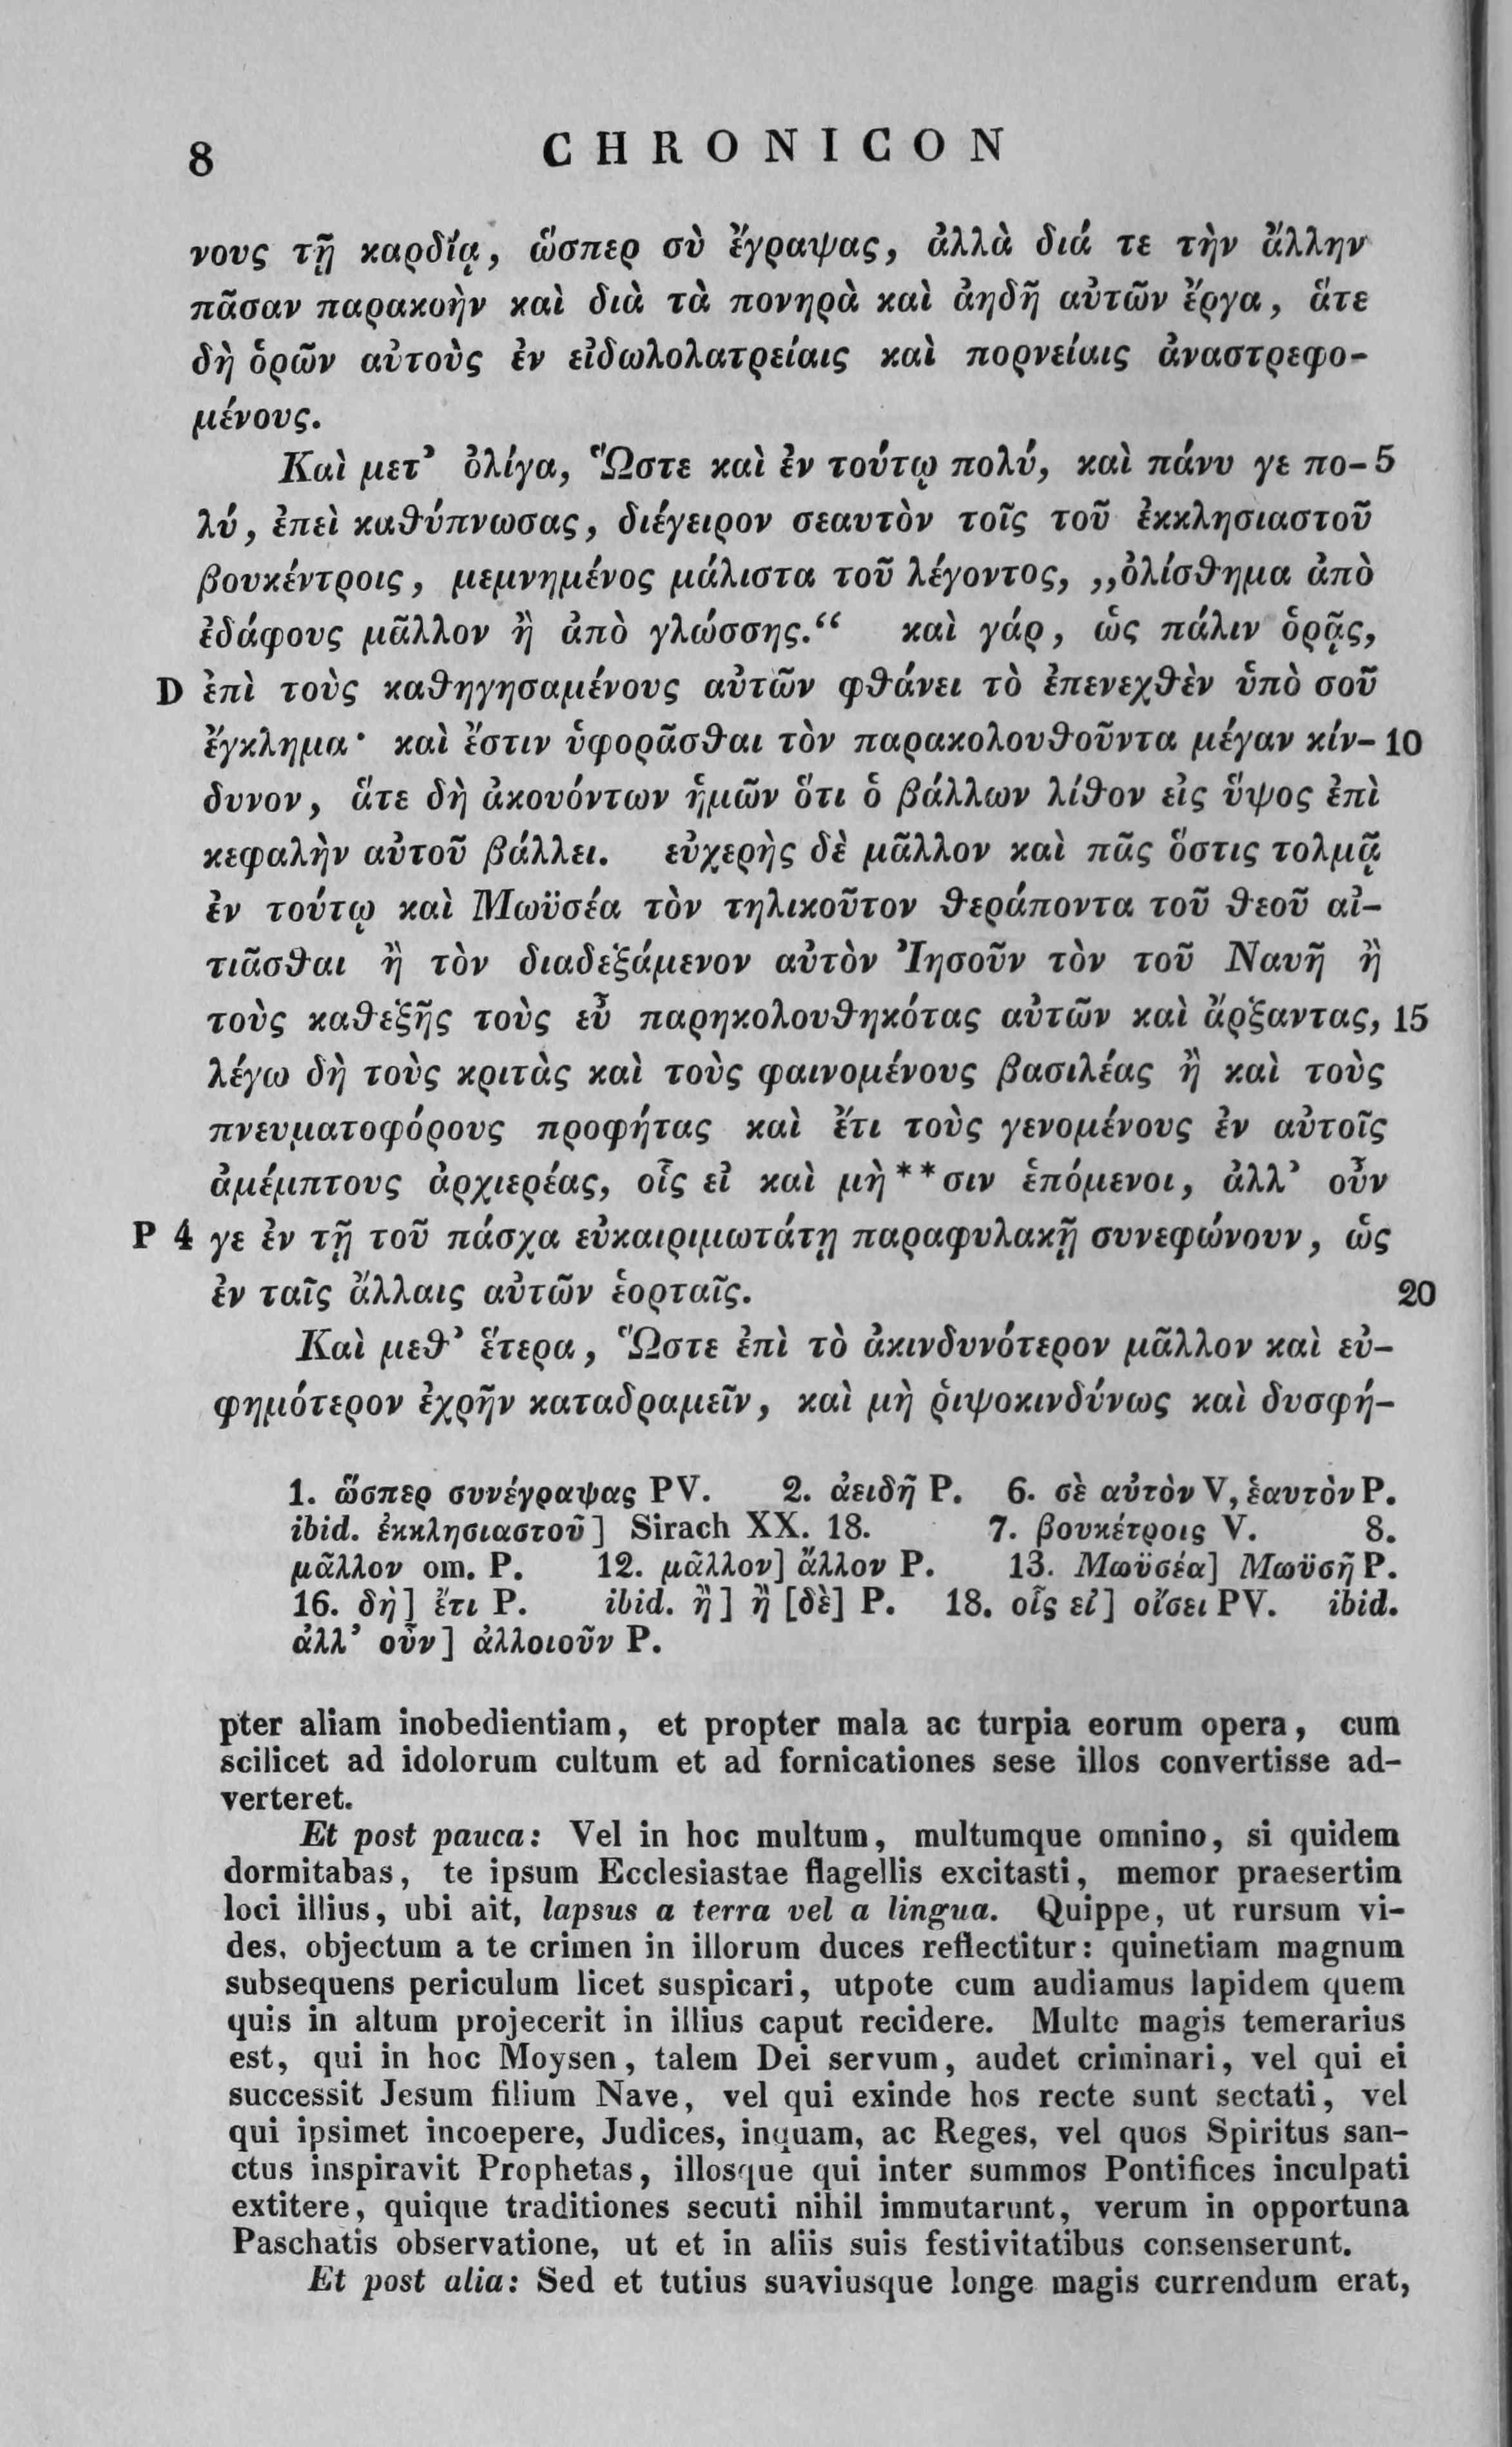 8 CHRONICON
νους τῇ καρδίᾳ, ὥσπερ σὺ ἔγραψας, ἀλλὰ διά τε τὴν ἄλλην
πᾶσαν παρακοὴν καὶ διὰ τὰ πονηρὰ καὶ ἀηδῆ αὐτῶν ἔργα, ἅτε
δὴ ὁρῶν αὐτοὺς ἐν εἰδωλολατρείαις καὶ πορνείαις ἀναστρεφο-
μένους.
Καὶ μετ’ ὀλίγα, Ὥστε καὶ ἐν τούτῳ πολύ, καὶ πάνυ γε πο- 5
λύ, ἐπεὶ καθύπνωσας, διέγειρον σεαυτὸν τοῖς τοῦ ἐκκλησιαστοῦ
βουκέντροις, μεμνημένος μάλιστα τοῦ λέγοντος, „ὀλίσθημα ἀπὸ
ἐδάφους μᾶλλον ἢ ἀπὸ γλώσσης.“ καὶ γάρ, ὡς πάλιν ὁρᾷς,
D ἐπὶ τοὺς καθηγησαμένους αὐτῶν φθάνει τὸ ἐπενεχθὲν ὑπὸ σοῦ
ἔγκλημα· καὶ ἔστιν ὑφορᾶσθαι τὸν παρακολουθοῦντα μέγαν κίν- 10
δυνον, ἅτε δὴ ἀκουόντων ἡμῶν ὅτι ὁ βάλλων λίθον εἰς ὕψος ἐπὶ
κεφαλὴν αὐτοῦ βάλλει. εὐχερὴς δὲ μᾶλλον καὶ πᾶς ὅστις τολμᾷ
ἐν τούτῳ καὶ Μωϋσέα τὸν τηλικοῦτον θεράποντα τοῦ θεοῦ αἰ-
τιᾶσθαι ἢ τὸν διαδεξάμενον αὐτὸν Ἰησοῦν τὸν τοῦ Ναυῆ ἢ
τοὺς καθεξῆς τοὺς εὖ παρηκολουθηκότας αὐτῶν καὶ ἄρξαντας, 15
λέγω δὴ τοὺς κριτὰς καὶ τοὺς φαινομένους βασιλέας ἢ καὶ τοὺς
πνευματοφόρους προφήτας καὶ ἔτι τοὺς γενομένους ἐν αὐτοῖς
ἀμέμπτους ἀρχιερέας, οἷς εἰ καὶ μὴ**σιν ἑπόμενοι, ἀλλ’ οὖν
P 4 γε ἐν τῇ τοῦ πάσχα εὐκαιριμωτάτῃ παραφυλακῇ συνεφώνουν, ὡς
ἐν ταῖς ἄλλαις αὐτῶν ἑορταῖς. 20
Καὶ μεθ’ ἕτερα, Ὥστε ἐπὶ τὸ ἀκινδυνότερον μᾶλλον καὶ εὐ-
φημότερον ἐχρῆν καταδραμεῖν, καὶ μὴ ῥιψοκινδύνως καὶ δυσφή-
1. ὥσπερ συνέγραψας PV. 2. ἀειδῆ P. 6. σὲ αὐτὸν V, ἑαυτὸν P.
ibid. ἐκκλησιαστοῦ] Sirach XX. 18. 7. βουκέτροις V. 8.
μᾶλλον om. P. 12. μᾶλλον] ἄλλον P. 13. Μωϋσέα] Μωϋσῆ P.
16. δὴ] ἔτι P. ibid. ἢ] ἢ [δὲ] P. 18. οἷς εἰ] οἴσει PV. ibid.
ἀλλ’ οὖν] ἀλλοιοῦν P.
pter aliam inobedientiam, et propter mala ac turpia eorum opera, cum
scilicet ad idolorum cultum et ad fornicationes sese illos convertisse ad-
verteret.
Et post pauca: Vel in hoc multum, multumque omnino, si quidem
dormitabas, te ipsum Ecclesiastae flagellis excitasti, memor praesertim
loci illius, ubi ait, lapsus a terra vel a lingua. Quippe, ut rursum vi-
des, objectum a te crimen in illorum duces reflectitur: quinetiam magnum
subsequens periculum licet suspicari, utpote cum audiamus lapidem quem
quis in altum projecerit in illius caput recidere. Multo magis temerarius
est, qui in hoc Moysen, talem Dei servum, audet criminari, vel qui ei
successit Jesum filium Nave, vel qui exinde hos recte sunt sectati, vel
qui ipsimet incoepere, Judices, inquam, ac Reges, vel quos Spiritus san-
ctus inspiravit Prophetas, illosque qui inter summos Pontifices inculpati
extitere, quique traditiones secuti nihil immutarunt, verum in opportuna
Paschatis observatione, ut et in aliis suis festivitatibus consenserunt.
Et post alia: Sed et tutius suaviusque longe magis currendum erat,